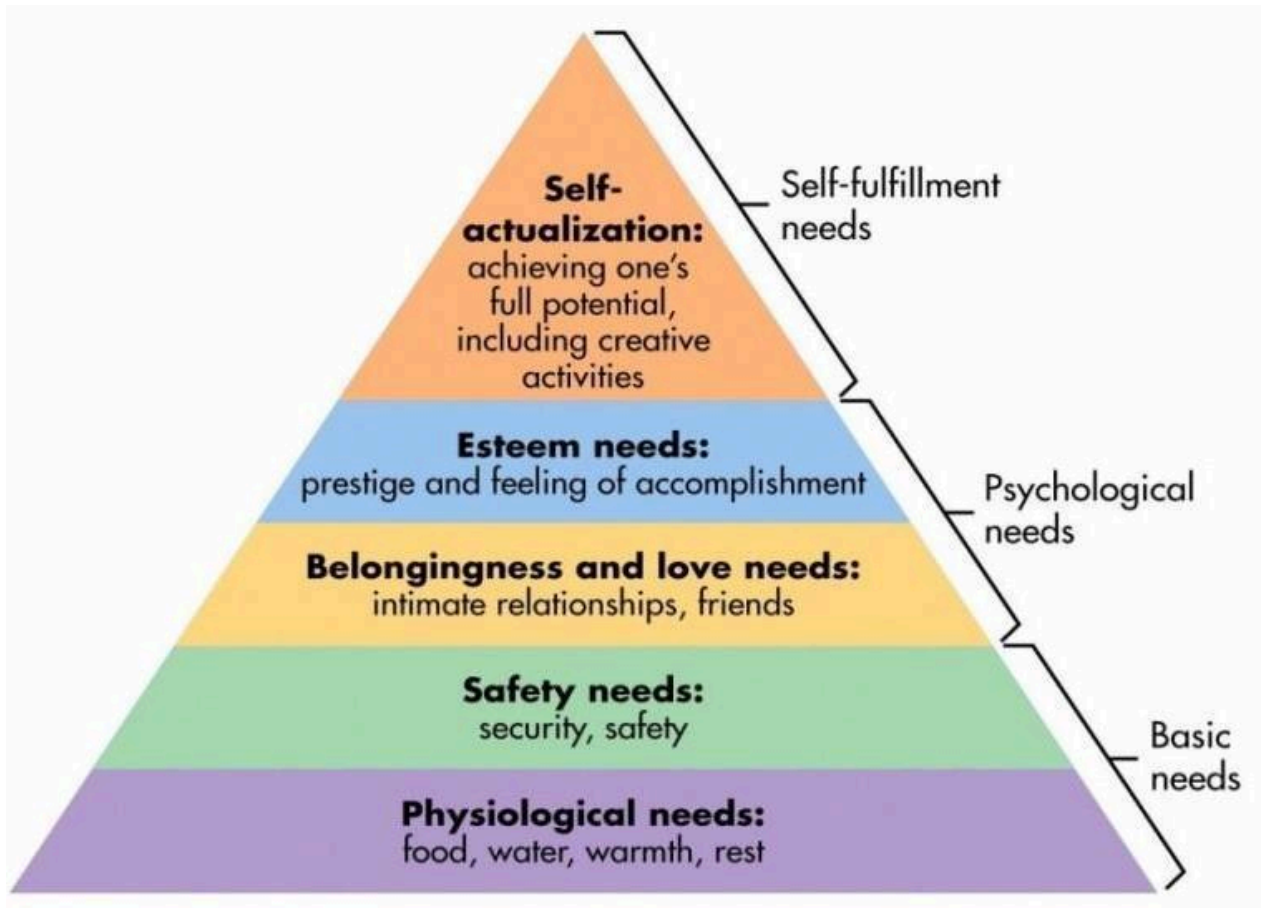 Self-
actualization:
achieving one's
full potential,
including creative
activities
Self-fulfillment
needs
Esteem needs:
prestige and feeling of accomplishment
Psychological
needs
Belongingness and love needs:
intimate relationships, friends
Safety needs:
security, safety
Basic
needs
Physiological needs:
food, water, warmth, rest